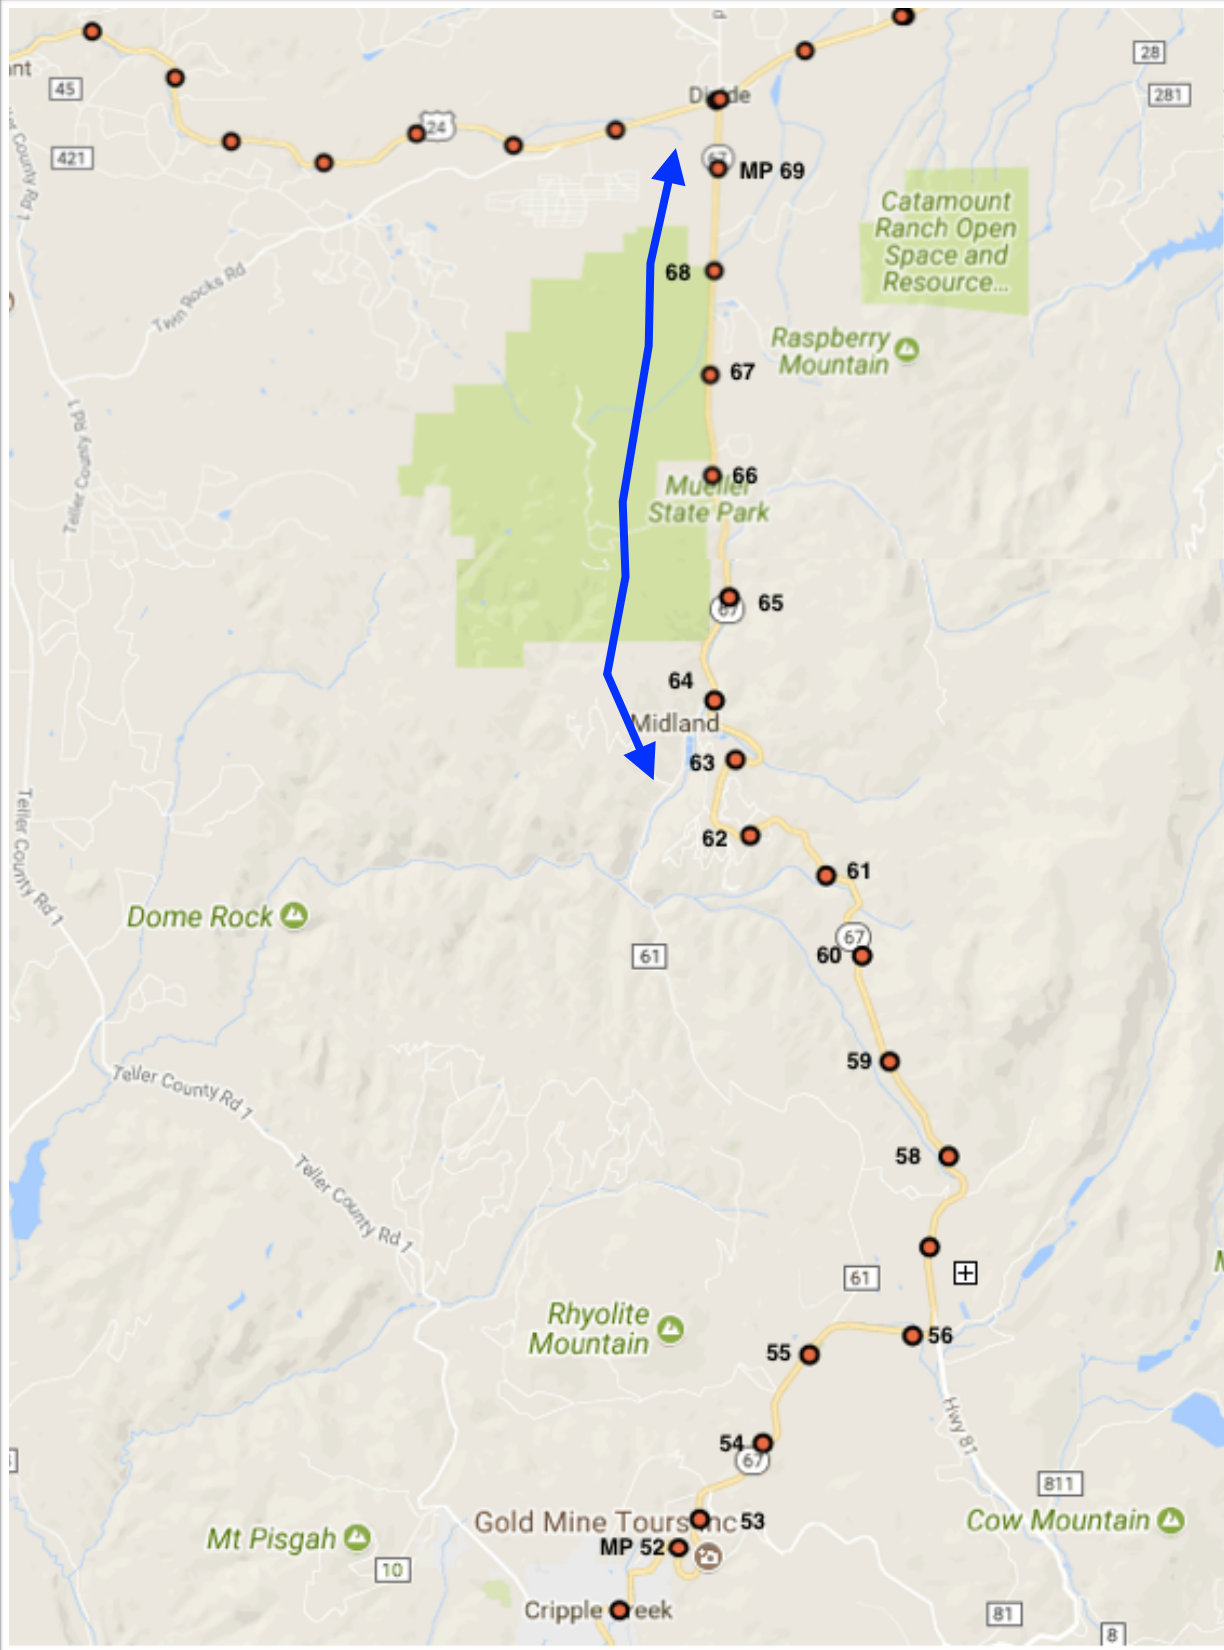 28
45
281
24
Divide
421
67
MP 69
Catamount
Ranch Open
Space and
Resource...
68
Twin Rocks Rd
Raspberry
Mountain
67
Teller County Rd 1
66
Mueller
State Park
65
67
64
Midland
63
Teller County Rd 1
62
61
Dome Rock
67
61
60
59
Teller County Rd 1
58
Teller County Rd 1
61
Rhyolite
Mountain
56
55
Hwy 81
54
67
811
Gold Mine Tours Inc
53
Cow Mountain
Mt Pisgah
MP 52
10
Cripple Creek
81
8